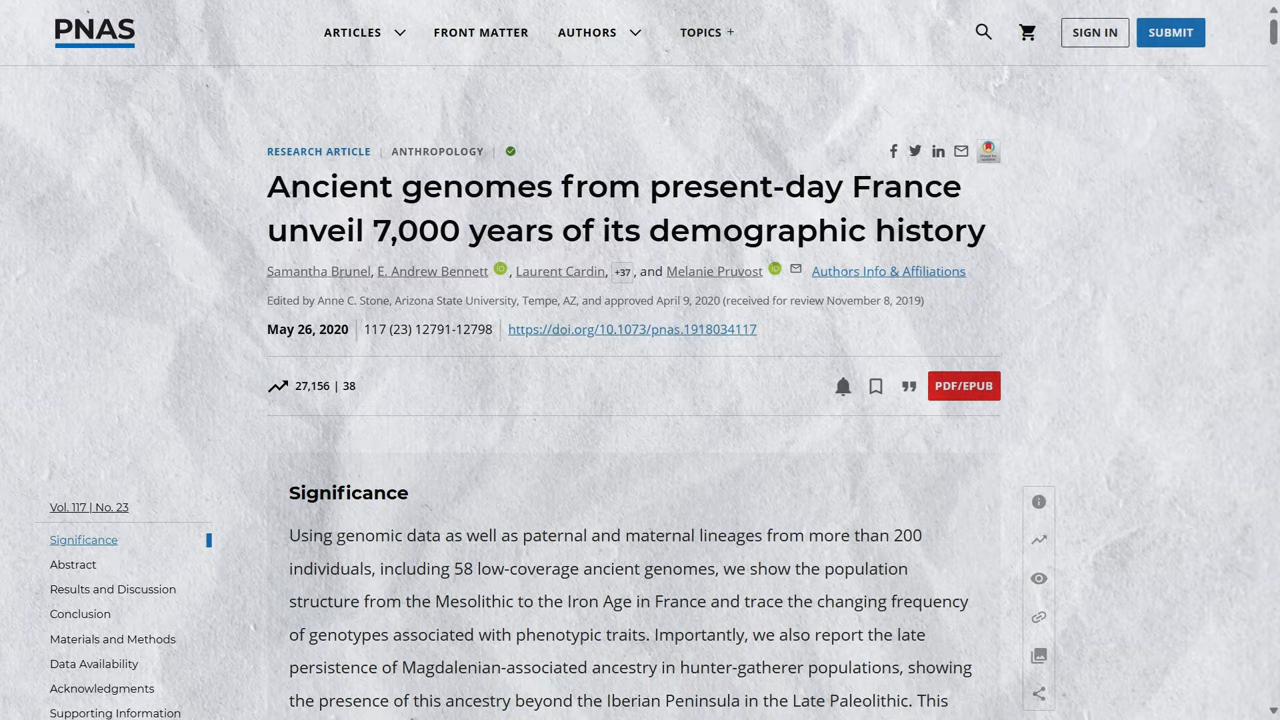 PNAS
ARTICLES FRONT MATTER AUTHORS TOPICS + SIGN IN SUBMIT
RESEARCH ARTICLE | ANTHROPOLOGY |
Ancient genomes from present-day France
unveil 7,000 years of its demographic history
Samantha Brunel, E. Andrew Bennett iD, Laurent Cardin, +37, and Melanie Pruvost iD Authors Info & Affiliations
Edited by Anne C. Stone, Arizona State University, Tempe, AZ, and approved April 9, 2020 (received for review November 8, 2019)
May 26, 2020 | 117 (23) 12791-12798 | https://doi.org/10.1073/pnas.1918034117
27,156 | 38
PDF/EPUB
Vol. 117 | No. 23
Significance
Abstract
Results and Discussion
Conclusion
Materials and Methods
Data Availability
Acknowledgments
Supporting Information
Significance
Using genomic data as well as paternal and maternal lineages from more than 200
individuals, including 58 low-coverage ancient genomes, we show the population
structure from the Mesolithic to the Iron Age in France and trace the changing frequency
of genotypes associated with phenotypic traits. Importantly, we also report the late
persistence of Magdalenian-associated ancestry in hunter-gatherer populations, showing
the presence of this ancestry beyond the Iberian Peninsula in the Late Paleolithic. This